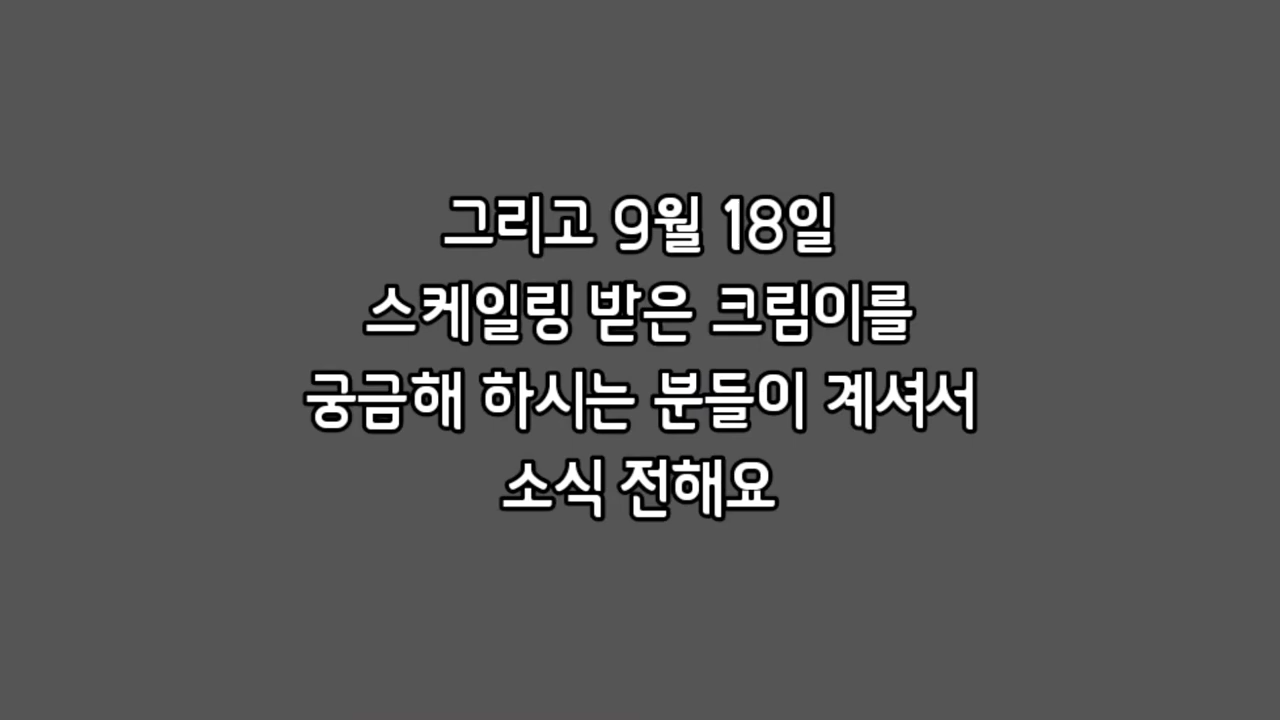 그리고 9월 18일
스케일링 받은 크림이를
궁금해 하시는 분들이 계셔서
소식 전해요